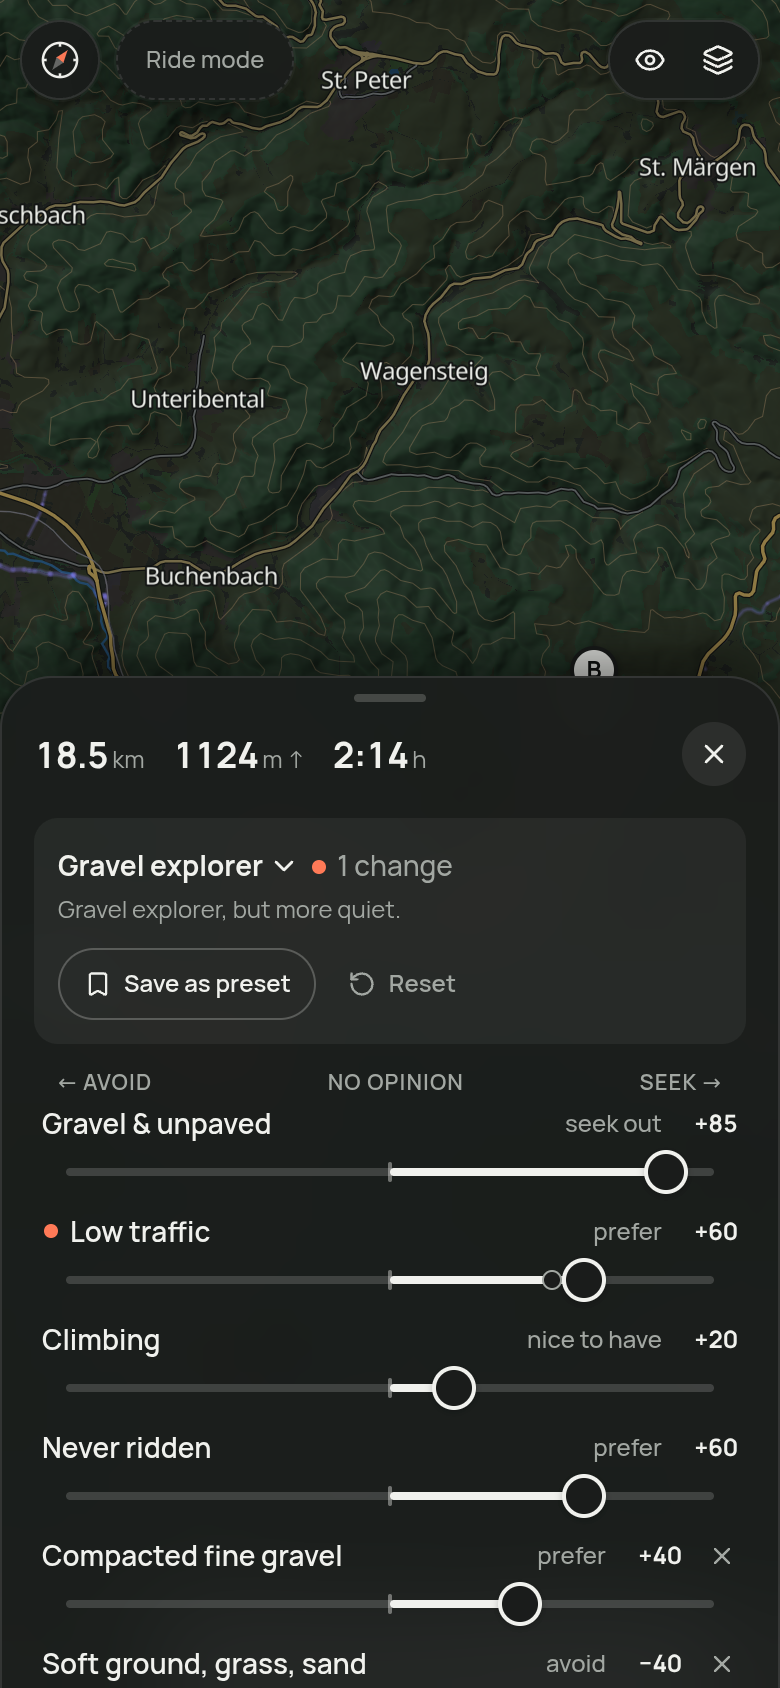 Ride mode
St. Peter
St. Märgen
schbach
Wagensteig
Unteribental
Buchenbach
B
18.5 km 1124 m ↑ 2:14 h
Gravel explorer 1 change
Gravel explorer, but more quiet.
Save as preset Reset
← AVOID NO OPINION SEEK →
Gravel & unpaved seek out +85
Low traffic prefer +60
Climbing nice to have +20
Never ridden prefer +60
Compacted fine gravel prefer +40
Soft ground, grass, sand avoid −40